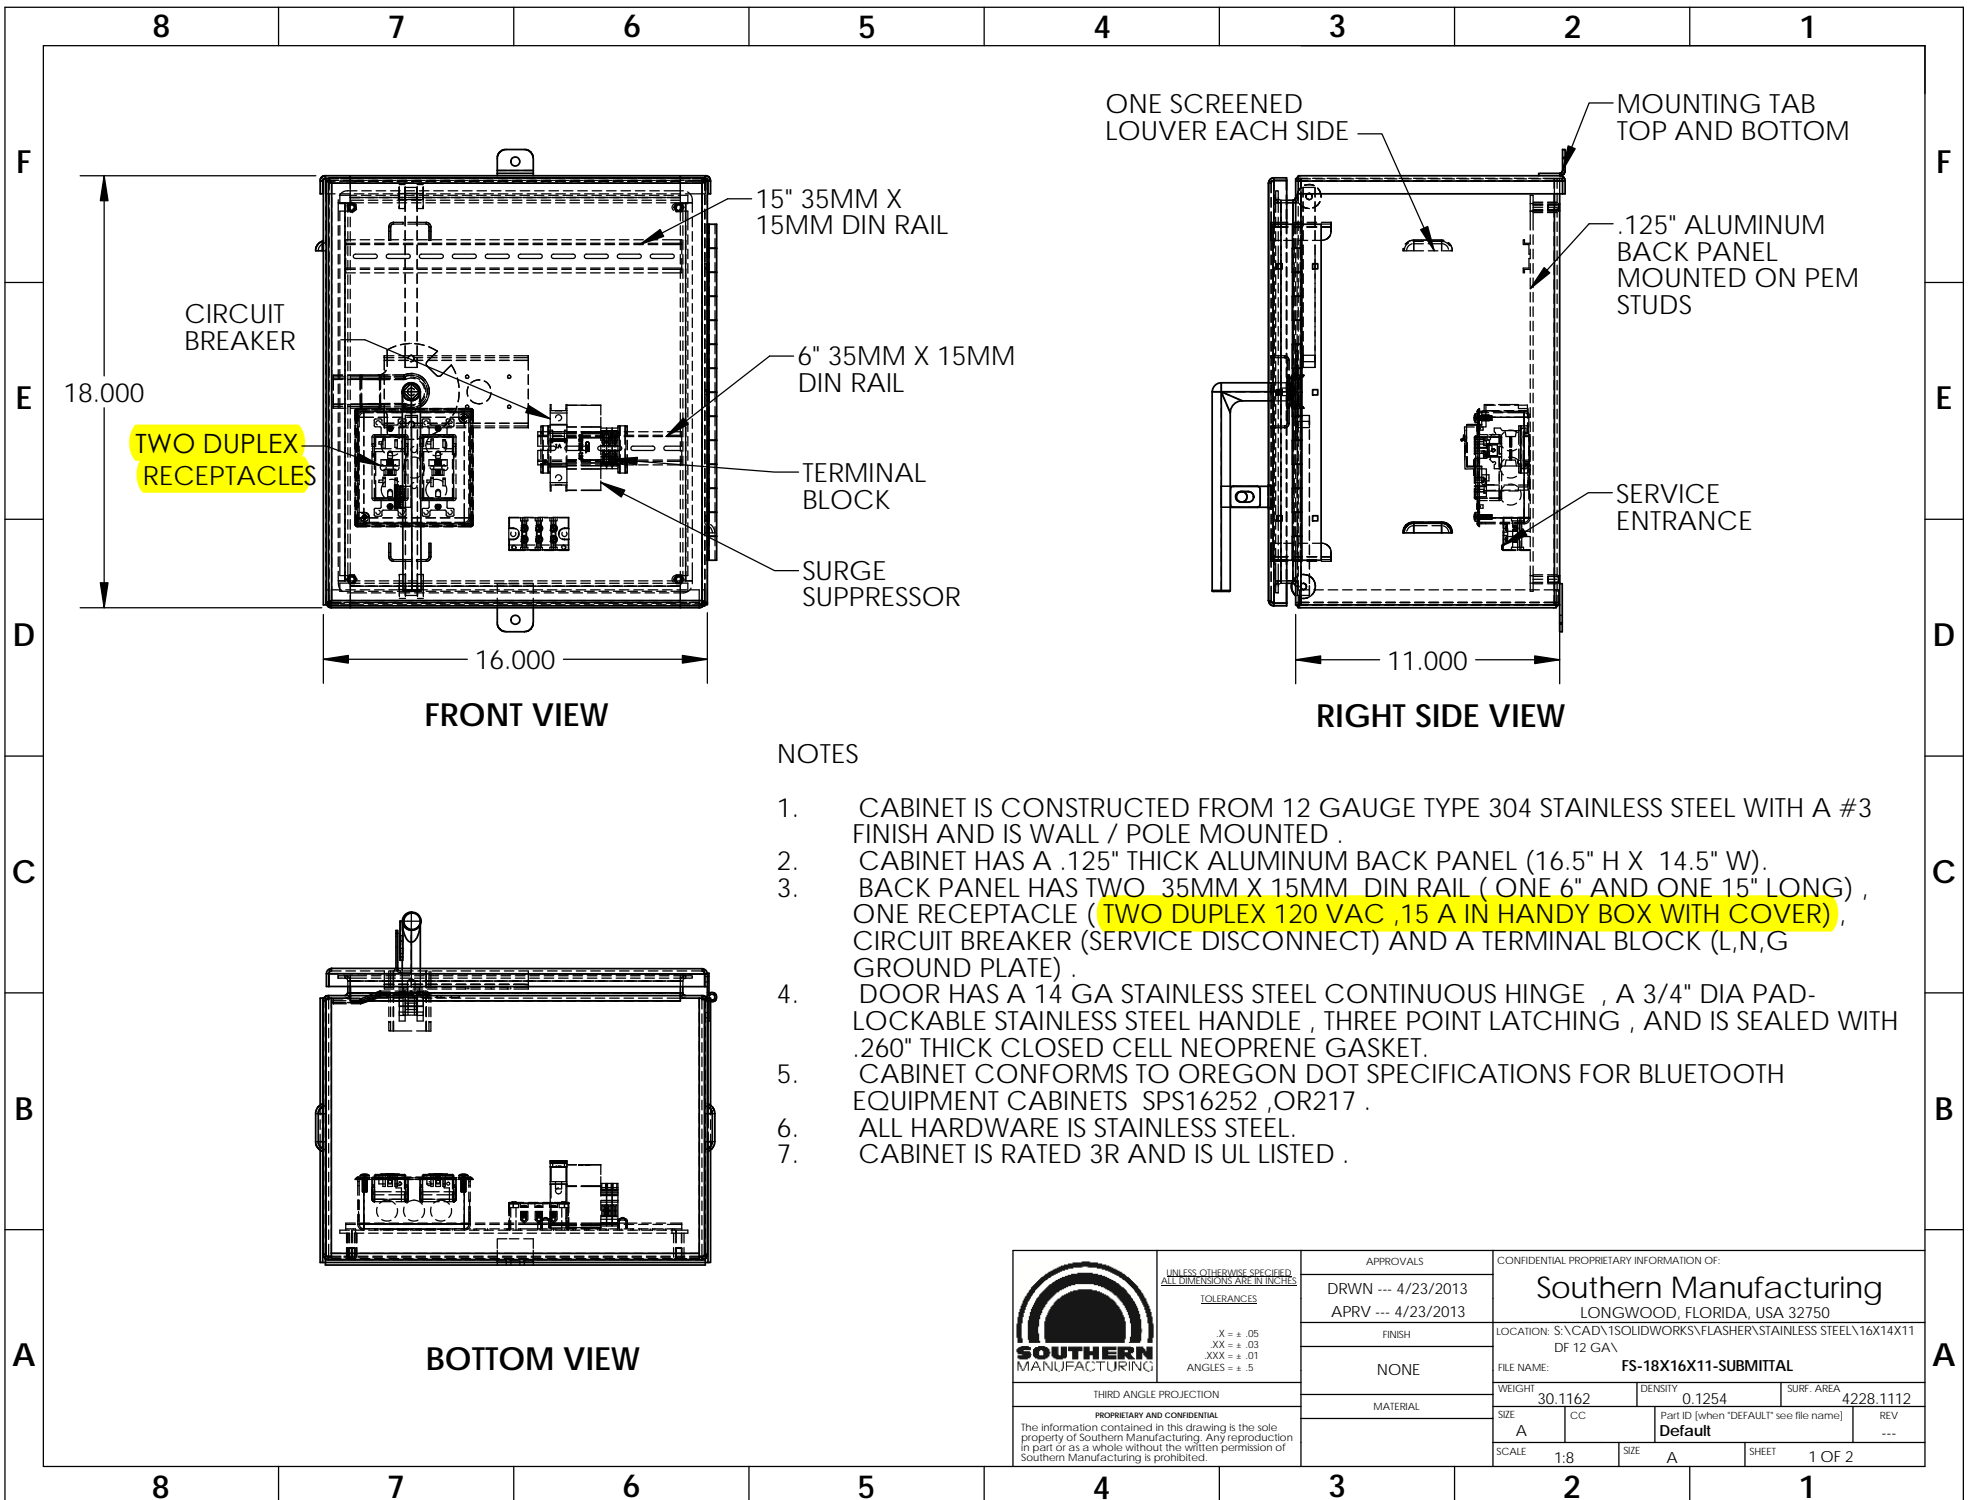 8 7 6 5 4 3 2 1
F
E
D
C
B
A
F
E
D
C
B
A
ONE SCREENED
LOUVER EACH SIDE
MOUNTING TAB
TOP AND BOTTOM
15" 35MM X
15MM DIN RAIL
.125" ALUMINUM
BACK PANEL
MOUNTED ON PEM
STUDS
CIRCUIT
BREAKER
6" 35MM X 15MM
DIN RAIL
18.000
TWO DUPLEX
RECEPTACLES
TERMINAL
BLOCK
SERVICE
ENTRANCE
SURGE
SUPPRESSOR
16.000
11.000
FRONT VIEW
RIGHT SIDE VIEW
NOTES
1. CABINET IS CONSTRUCTED FROM 12 GAUGE TYPE 304 STAINLESS STEEL WITH A #3
FINISH AND IS WALL / POLE MOUNTED .
2. CABINET HAS A .125" THICK ALUMINUM BACK PANEL (16.5" H X 14.5" W).
3. BACK PANEL HAS TWO 35MM X 15MM DIN RAIL ( ONE 6" AND ONE 15" LONG) ,
ONE RECEPTACLE ( TWO DUPLEX 120 VAC ,15 A IN HANDY BOX WITH COVER) ,
CIRCUIT BREAKER (SERVICE DISCONNECT) AND A TERMINAL BLOCK (L,N,G
GROUND PLATE) .
4. DOOR HAS A 14 GA STAINLESS STEEL CONTINUOUS HINGE , A 3/4" DIA PAD-
LOCKABLE STAINLESS STEEL HANDLE , THREE POINT LATCHING , AND IS SEALED WITH
.260" THICK CLOSED CELL NEOPRENE GASKET.
5. CABINET CONFORMS TO OREGON DOT SPECIFICATIONS FOR BLUETOOTH
EQUIPMENT CABINETS SPS16252 ,OR217 .
6. ALL HARDWARE IS STAINLESS STEEL.
7. CABINET IS RATED 3R AND IS UL LISTED .
BOTTOM VIEW
SOUTHERN
MANUFACTURING
UNLESS OTHERWISE SPECIFIED
ALL DIMENSIONS ARE IN INCHES
TOLERANCES
.X = ± .05
.XX = ± .03
.XXX = ± .01
ANGLES = ± .5
THIRD ANGLE PROJECTION
PROPRIETARY AND CONFIDENTIAL
The information contained in this drawing is the sole
property of Southern Manufacturing. Any reproduction
in part or as a whole without the written permission of
Southern Manufacturing is prohibited.
APPROVALS
DRWN --- 4/23/2013
APRV --- 4/23/2013
FINISH
NONE
MATERIAL
CONFIDENTIAL PROPRIETARY INFORMATION OF:
Southern Manufacturing
LONGWOOD, FLORIDA, USA 32750
LOCATION: S:\CAD\1SOLIDWORKS\FLASHER\STAINLESS STEEL\16X14X11
DF 12 GA\
FILE NAME: FS-18X16X11-SUBMITTAL
WEIGHT 30.1162 DENSITY 0.1254 SURF. AREA 4228.1112
SIZE A CC Part ID [when "DEFAULT" see file name] Default REV ---
SCALE 1:8 SIZE A SHEET 1 OF 2
8 7 6 5 4 3 2 1